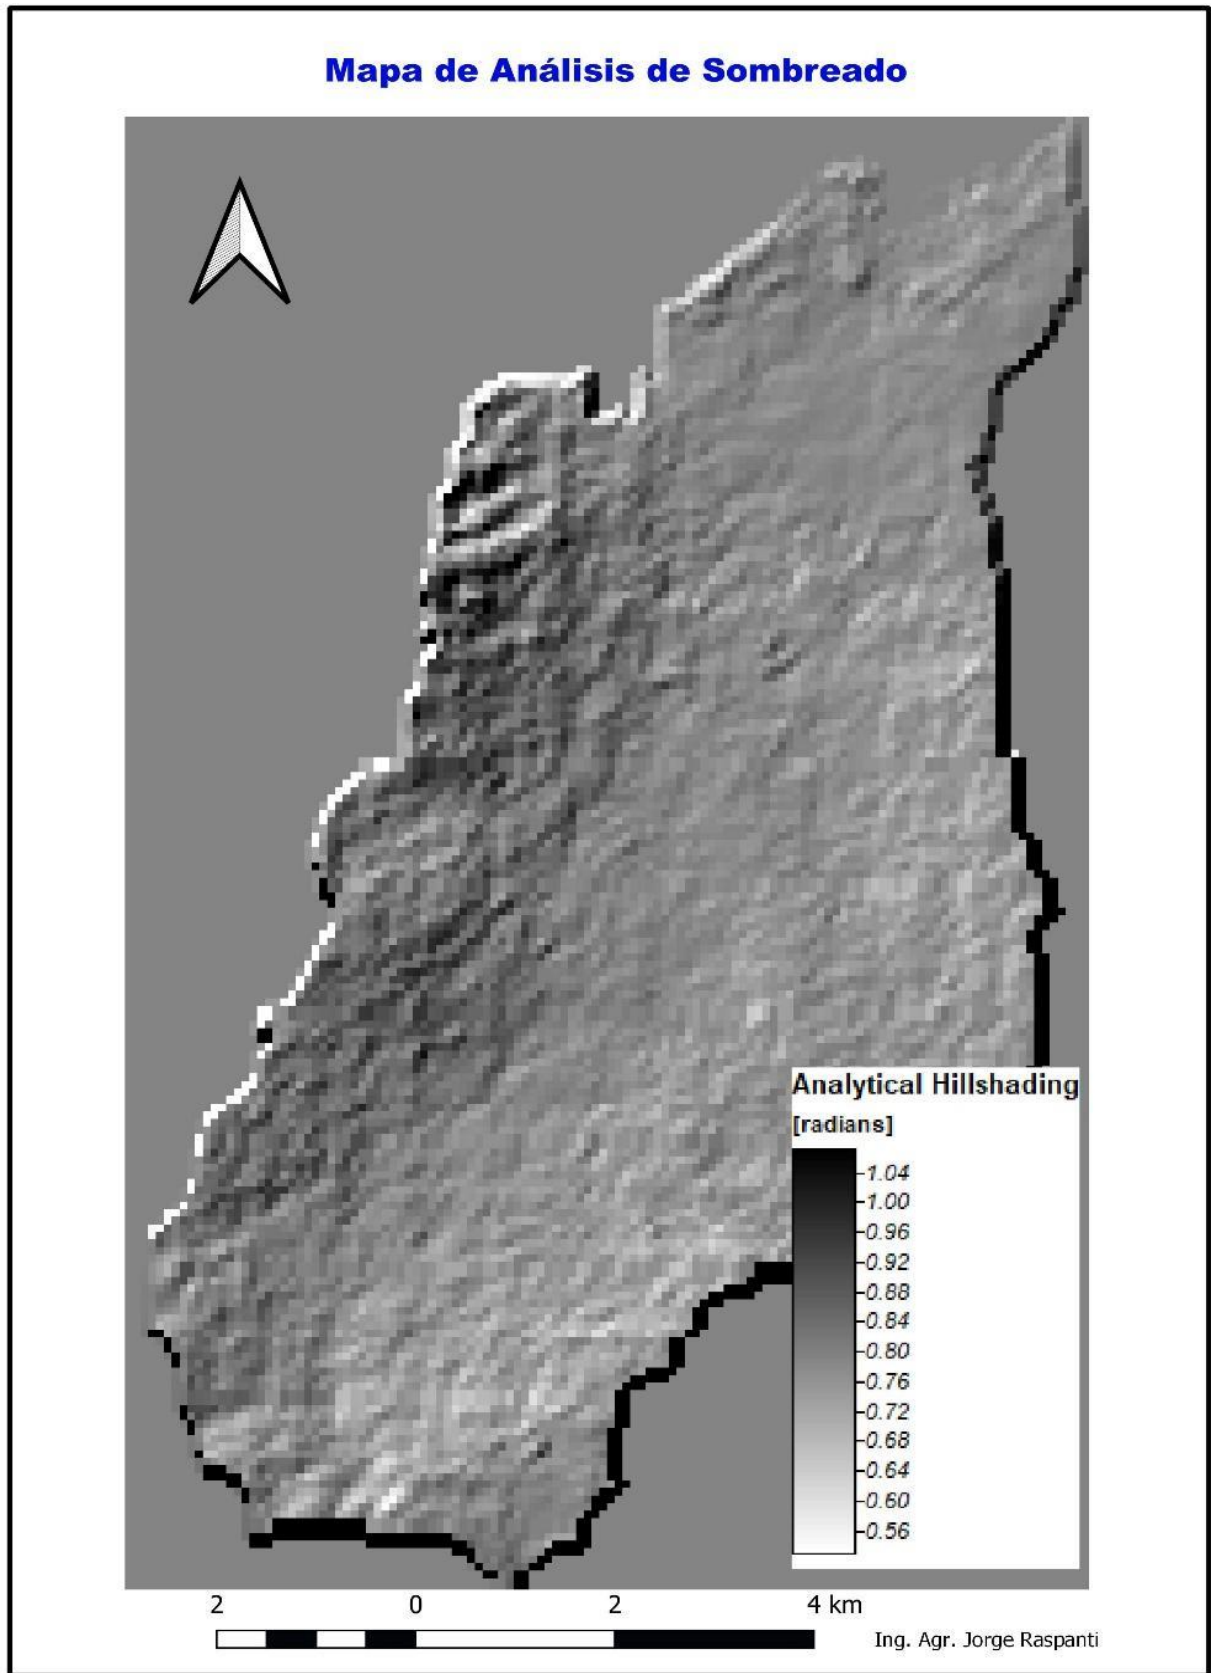 Mapa de Análisis de Sombreado
Analytical Hillshading
[radians]
1.04
1.00
0.96
0.92
0.88
0.84
0.80
0.76
0.72
0.68
0.64
0.60
0.56
2 0 2 4 km
Ing. Agr. Jorge Raspanti